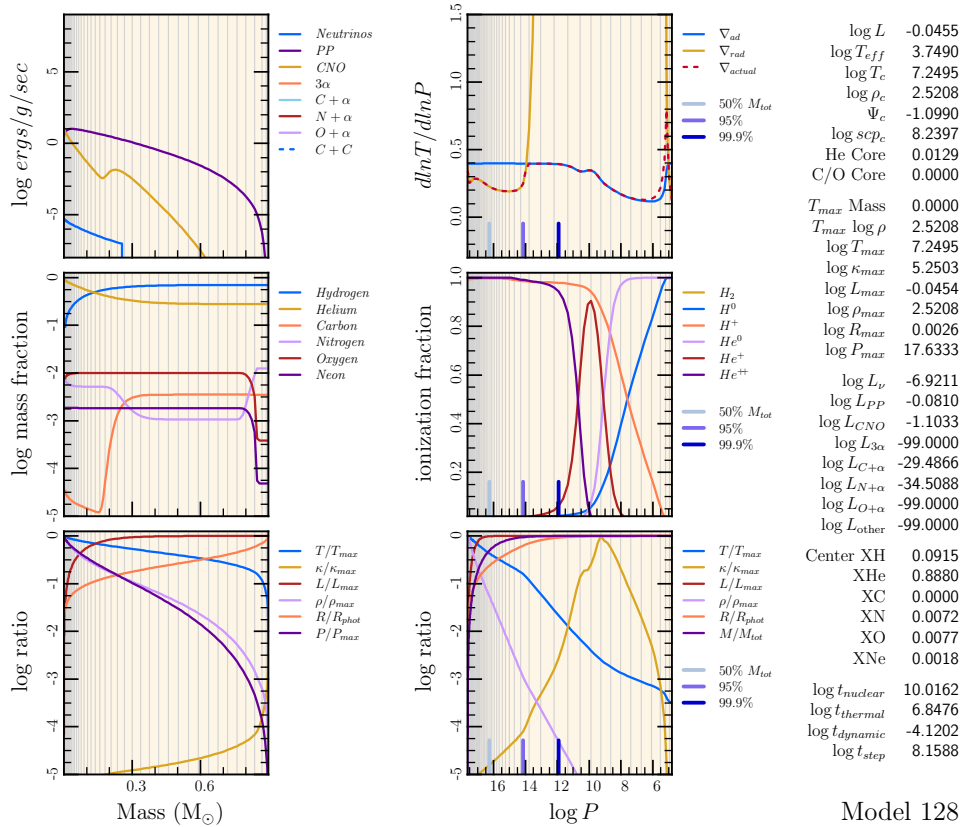 log ergs/g/sec
5
0
-5
Neutrinos
PP
CNO
3α
C + α
N + α
O + α
C + C
dlnT/dlnP
1.5
1.0
0.5
0.0
∇ad
∇rad
∇actual
50% Mtot
95%
99.9%
log mass fraction
0
-1
-2
-3
-4
-5
Hydrogen
Helium
Carbon
Nitrogen
Oxygen
Neon
ionization fraction
1.0
0.8
0.6
0.4
0.2
H2
H0
H+
He0
He+
He++
50% Mtot
95%
99.9%
log ratio
0
-1
-2
-3
-4
-5
0.3 0.6
Mass (M⊙)
T/Tmax
κ/κmax
L/Lmax
ρ/ρmax
R/Rphot
P/Pmax
log ratio
0
-1
-2
-3
-4
-5
16 14 12 10 8 6
log P
T/Tmax
κ/κmax
L/Lmax
ρ/ρmax
R/Rphot
M/Mtot
50% Mtot
95%
99.9%
log L -0.0455
log Teff 3.7490
log Tc 7.2495
log ρc 2.5208
Ψc -1.0990
log scpc 8.2397
He Core 0.0129
C/O Core 0.0000
Tmax Mass 0.0000
Tmax log ρ 2.5208
log Tmax 7.2495
log κmax 5.2503
log Lmax -0.0454
log ρmax 2.5208
log Rmax 0.0026
log Pmax 17.6333
log Lν -6.9211
log LPP -0.0810
log LCNO -1.1033
log L3α -99.0000
log LC+α -29.4866
log LN+α -34.5088
log LO+α -99.0000
log Lother -99.0000
Center XH 0.0915
XHe 0.8880
XC 0.0000
XN 0.0072
XO 0.0077
XNe 0.0018
log tnuclear 10.0162
log tthermal 6.8476
log tdynamic -4.1202
log tstep 8.1588
Model 128